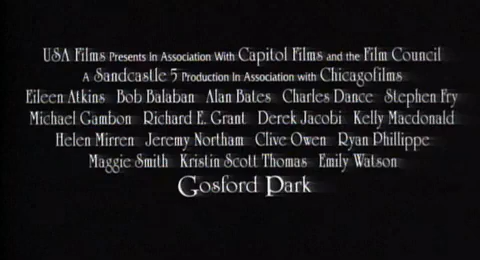 USA Films Presents In Association With Capitol Films and the Film Council
A Sandcastle 5 Production In Association with Chicagofilms
Eileen Atkins Bob Balaban Alan Bates Charles Dance Stephen Fry
Michael Gambon Richard E. Grant Derek Jacobi Kelly Macdonald
Helen Mirren Jeremy Northam Clive Owen Ryan Phillippe
Maggie Smith Kristin Scott Thomas Emily Watson
Gosford Park